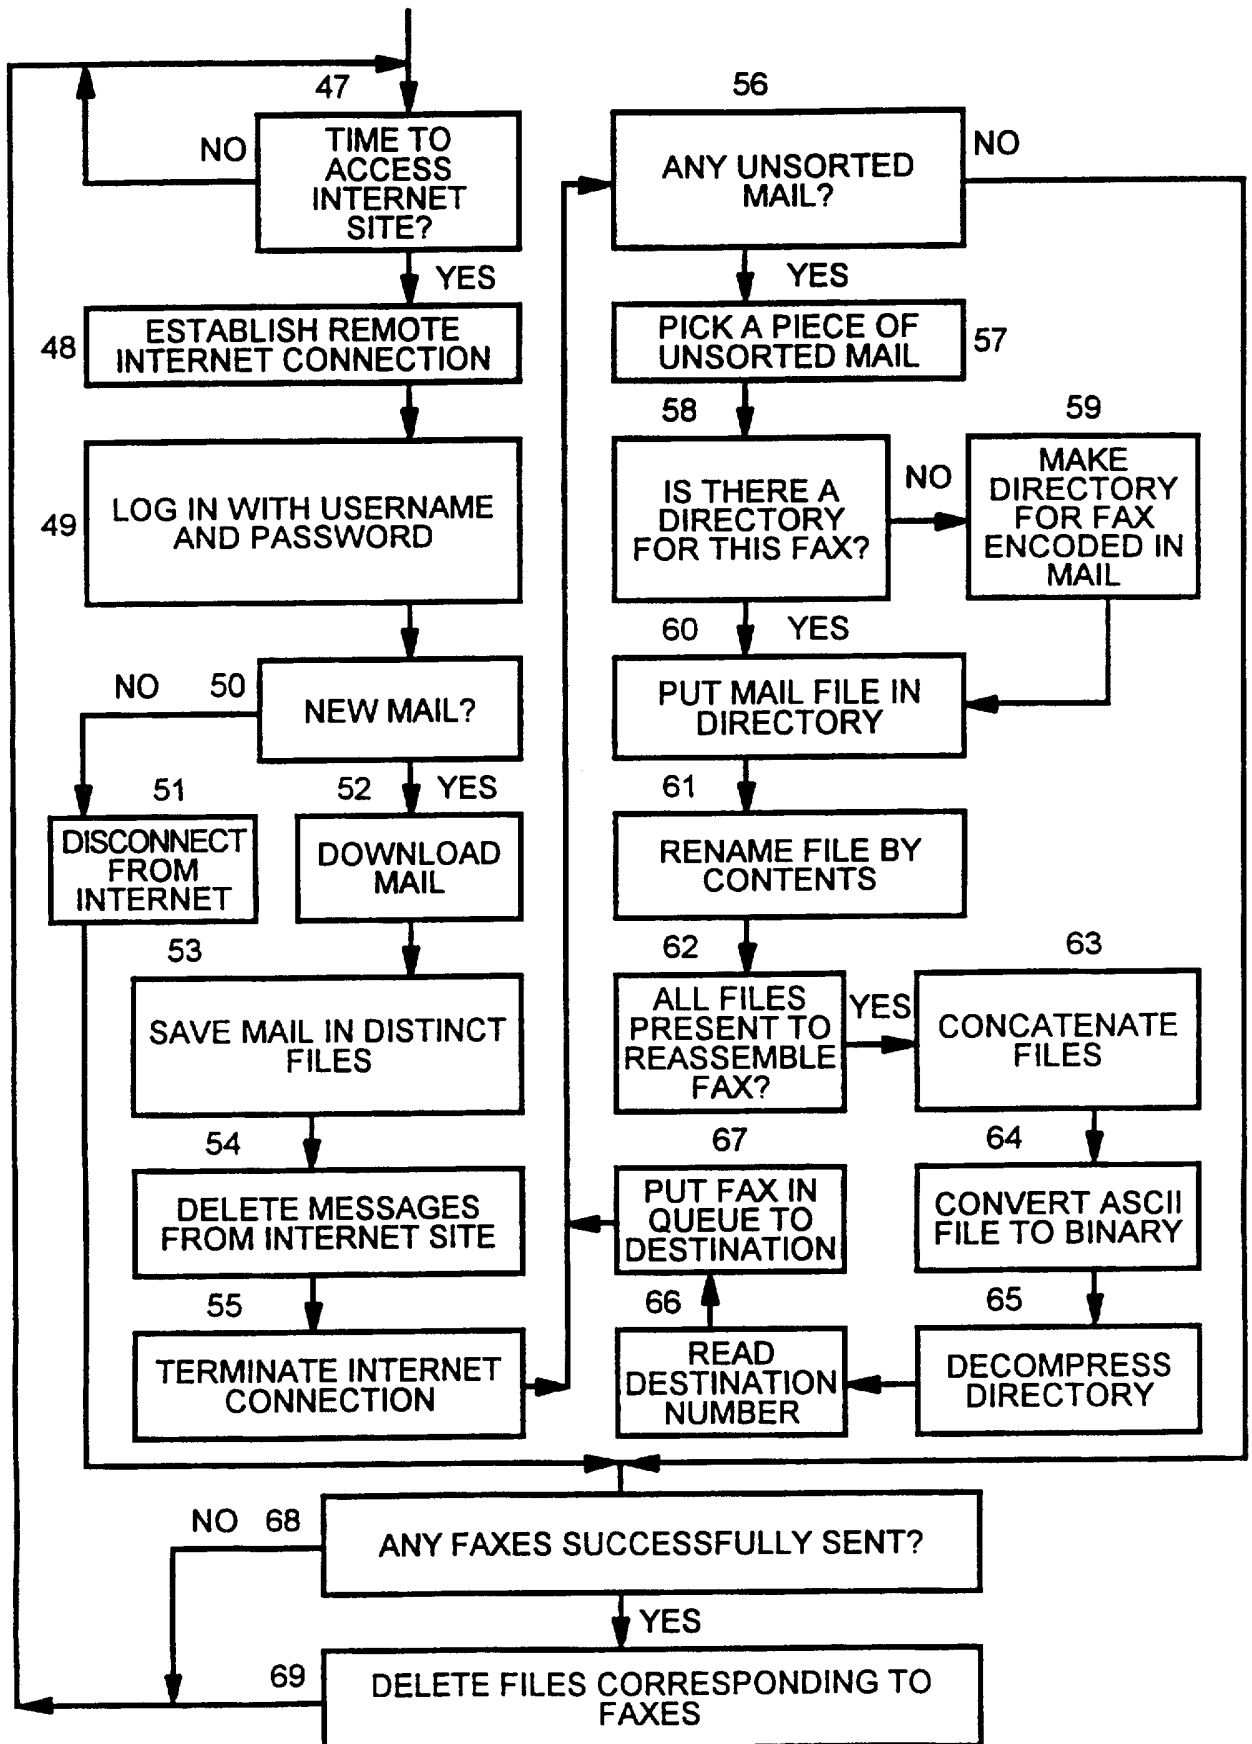 47
TIME TO
ACCESS
INTERNET
SITE?
NO
YES
48
ESTABLISH REMOTE
INTERNET CONNECTION
49
LOG IN WITH USERNAME
AND PASSWORD
NO
50
NEW MAIL?
51
DISCONNECT
FROM
INTERNET
52
YES
DOWNLOAD
MAIL
53
SAVE MAIL IN DISTINCT
FILES
54
DELETE MESSAGES
FROM INTERNET SITE
55
TERMINATE INTERNET
CONNECTION
56
ANY UNSORTED
MAIL?
NO
YES
PICK A PIECE OF
UNSORTED MAIL
57
58
IS THERE A
DIRECTORY
FOR THIS FAX?
NO
59
MAKE
DIRECTORY
FOR FAX
ENCODED IN
MAIL
60
YES
PUT MAIL FILE IN
DIRECTORY
61
RENAME FILE BY
CONTENTS
62
ALL FILES
PRESENT TO
REASSEMBLE
FAX?
YES
63
CONCATENATE
FILES
64
CONVERT ASCII
FILE TO BINARY
65
DECOMPRESS
DIRECTORY
66
READ
DESTINATION
NUMBER
67
PUT FAX IN
QUEUE TO
DESTINATION
NO
68
ANY FAXES SUCCESSFULLY SENT?
YES
69
DELETE FILES CORRESPONDING TO
FAXES